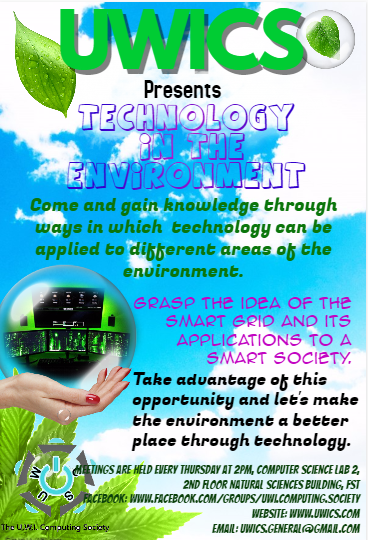 UWICS
Presents
TECHNOLOGY
iN THE
ENViRONMENT
Come and gain knowledge through
ways in which technology can be
applied to different areas of the
environment.
GRASP THE IDEA OF THE
SMART GRID AND ITS
APPLICATIONS TO A
SMART SOCIETY.
Take advantage of this
opportunity and let's make
the environment a better
place through technology.
MEETINGS ARE HELD EVERY THURSDAY AT 2PM, COMPUTER SCIENCE LAB 2,
2ND FLOOR NATURAL SCIENCES BUILDING, FST
FACEBOOK: WWW.FACEBOOK.COM/GROUPS/UWI.COMPUTING.SOCIETY
WEBSITE: WWW.UWICS.COM
EMAIL: UWICS.GENERAL@GMAIL.COM
UWCS
The U.W.I. Computing Society